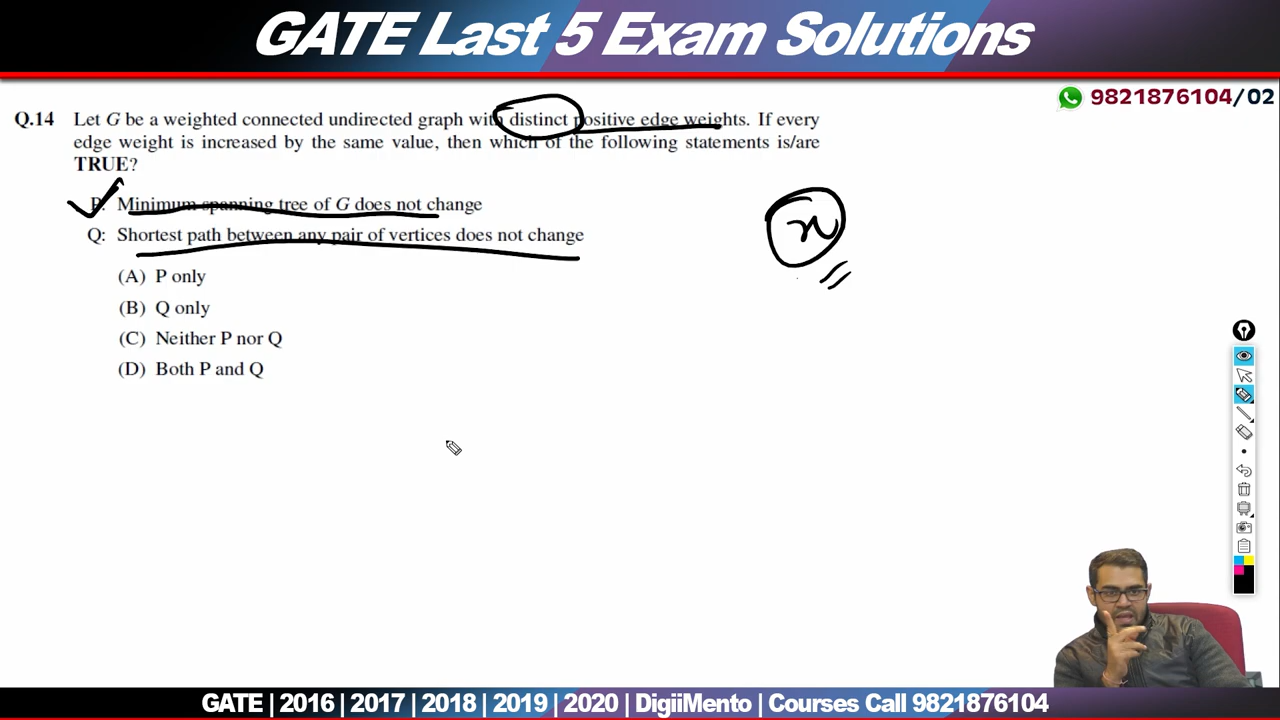 GATE Last 5 Exam Solutions
9821876104/02
Q.14 Let G be a weighted connected undirected graph with distinct positive edge weights. If every
edge weight is increased by the same value, then which of the following statements is/are
TRUE?
P: Minimum spanning tree of G does not change
Q: Shortest path between any pair of vertices does not change
(A) P only
(B) Q only
(C) Neither P nor Q
(D) Both P and Q
GATE | 2016 | 2017 | 2018 | 2019 | 2020 | DigiiMento | Courses Call 9821876104